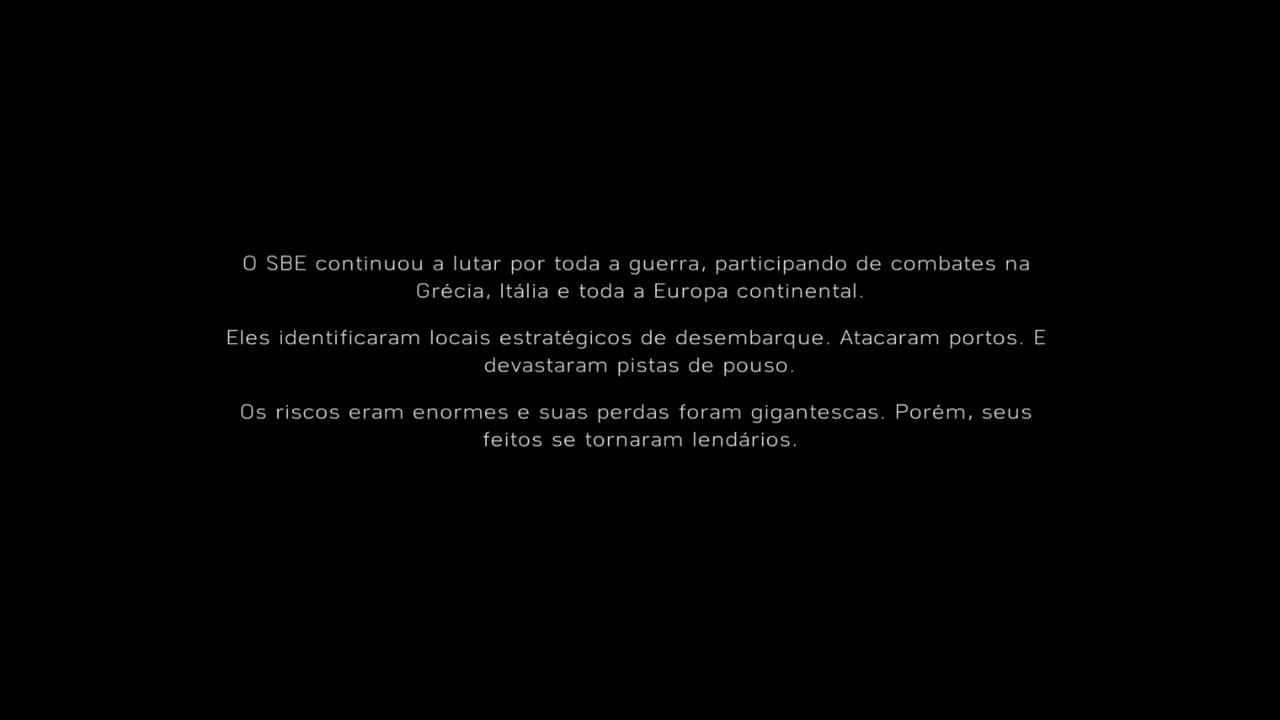 O SBE continuou a lutar por toda a guerra, participando de combates na
Grécia, Itália e toda a Europa continental.
Eles identificaram locais estratégicos de desembarque. Atacaram portos. E
devastaram pistas de pouso.
Os riscos eram enormes e suas perdas foram gigantescas. Porém, seus
feitos se tornaram lendários.